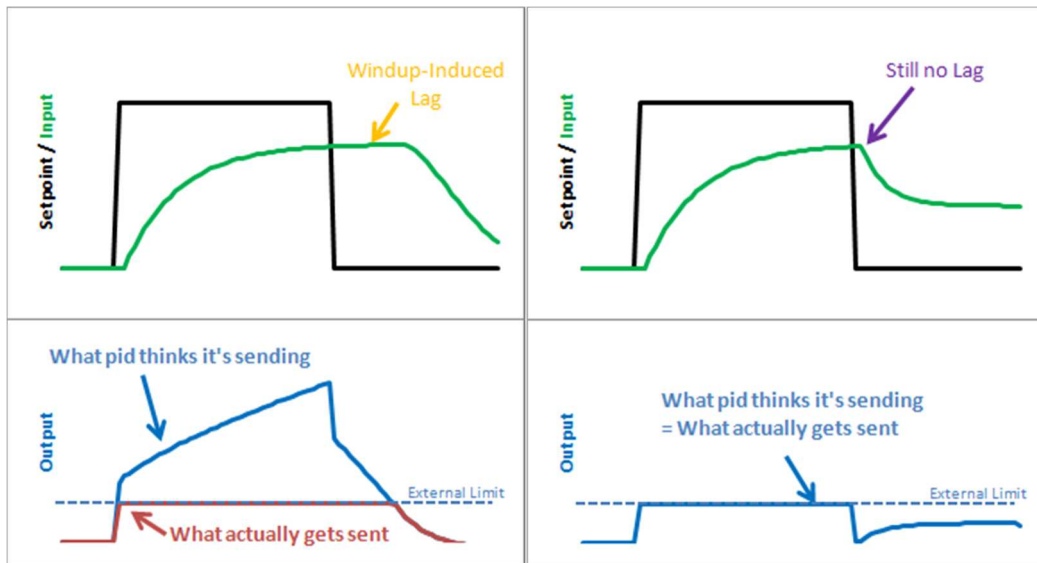 Setpoint / Input
Windup-Induced
Lag
Setpoint / Input
Still no Lag
Output
What pid thinks it's sending
External Limit
What actually gets sent
Output
What pid thinks it's sending
= What actually gets sent
External Limit